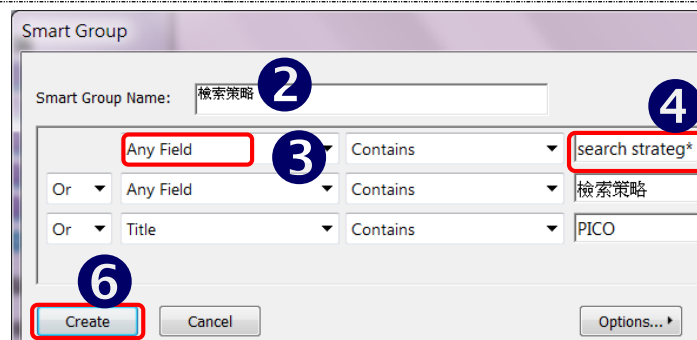 Smart Group
Smart Group Name: 檢索策略 2
Any Field 3 Contains 4 search strateg*
Or Any Field Contains 檢索策略
Or Title Contains PICO
6
Create Cancel Options...